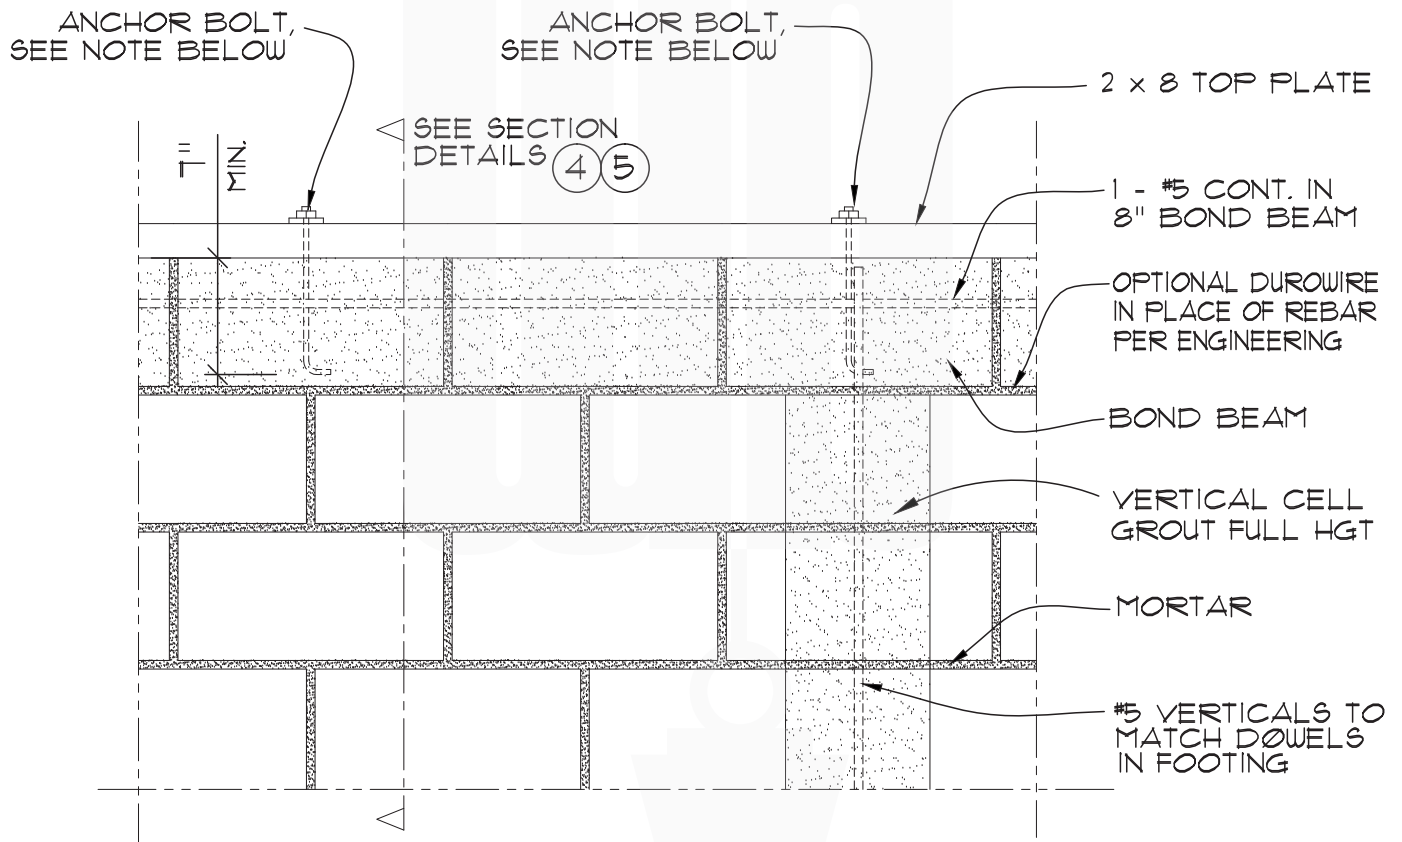 ANCHOR BOLT,
SEE NOTE BELOW
ANCHOR BOLT,
SEE NOTE BELOW
2 x 8 TOP PLATE
SEE SECTION
DETAILS 4 5
7"
MIN.
1 - #5 CONT. IN
8" BOND BEAM
OPTIONAL DUROWIRE
IN PLACE OF REBAR
PER ENGINEERING
BOND BEAM
VERTICAL CELL
GROUT FULL HGT
MORTAR
#5 VERTICALS TO
MATCH DØWELS
IN FOOTING